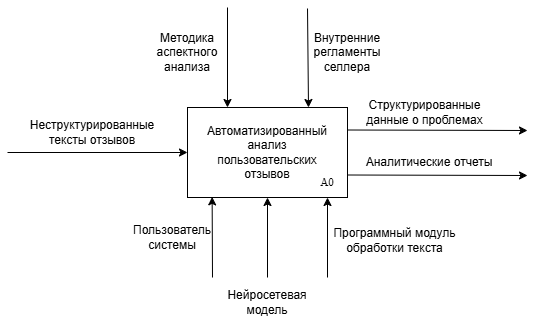 Методика
аспектного
анализа
Внутренние
регламенты
селлера
Неструктурированные
тексты отзывов
Автоматизированный
анализ
пользовательских
отзывов
A0
Структурированные
данные о проблемах
Аналитические отчеты
Пользователь
системы
Нейросетевая
модель
Программный модуль
обработки текста